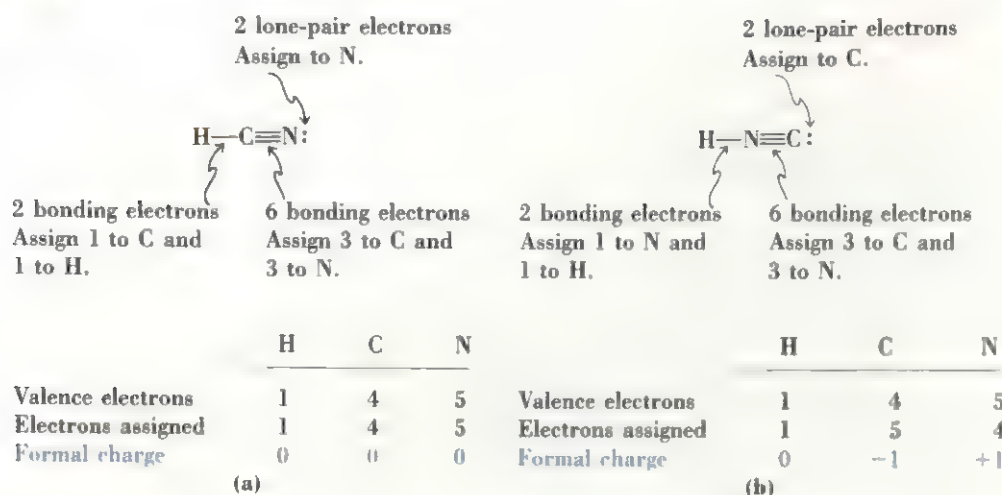 2 lone-pair electrons
Assign to N.
H—C≡N:
2 bonding electrons
Assign 1 to C and
1 to H.
6 bonding electrons
Assign 3 to C and
3 to N.
H C N
Valence electrons 1 4 5
Electrons assigned 1 4 5
Formal charge 0 0 0
(a)
2 lone-pair electrons
Assign to C.
H—N≡C:
2 bonding electrons
Assign 1 to N and
1 to H.
6 bonding electrons
Assign 3 to C and
3 to N.
H C N
Valence electrons 1 4 5
Electrons assigned 1 5 4
Formal charge 0 −1 +1
(b)